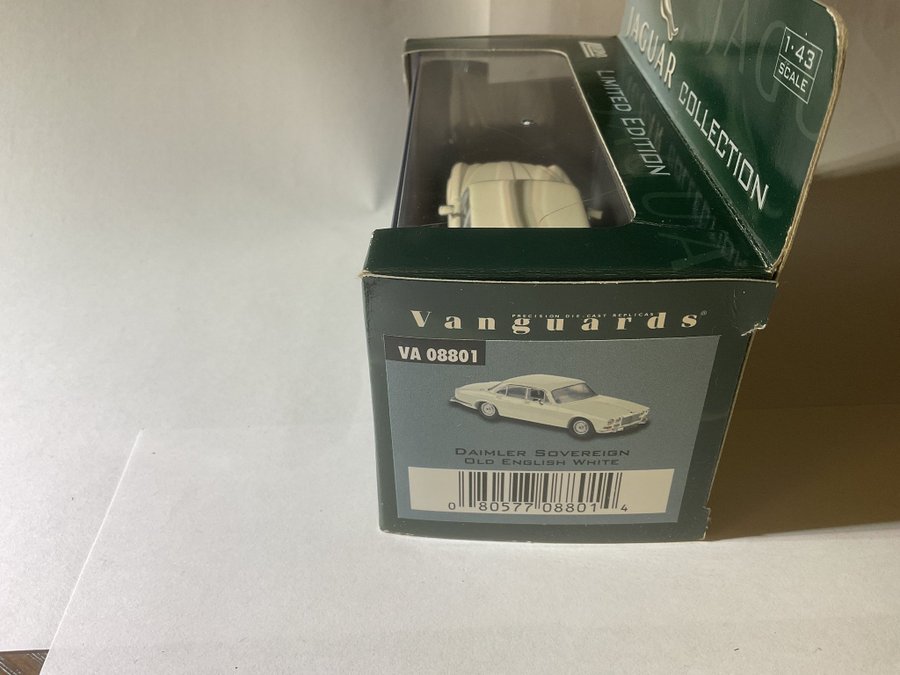 JAGUAR COLLECTION
1:43
SCALE
LIMITED EDITION
Vanguards®
PRECISION DIE-CAST REPLICAS
VA 08801
DAIMLER SOVEREIGN
OLD ENGLISH WHITE
0 80577 08801 4